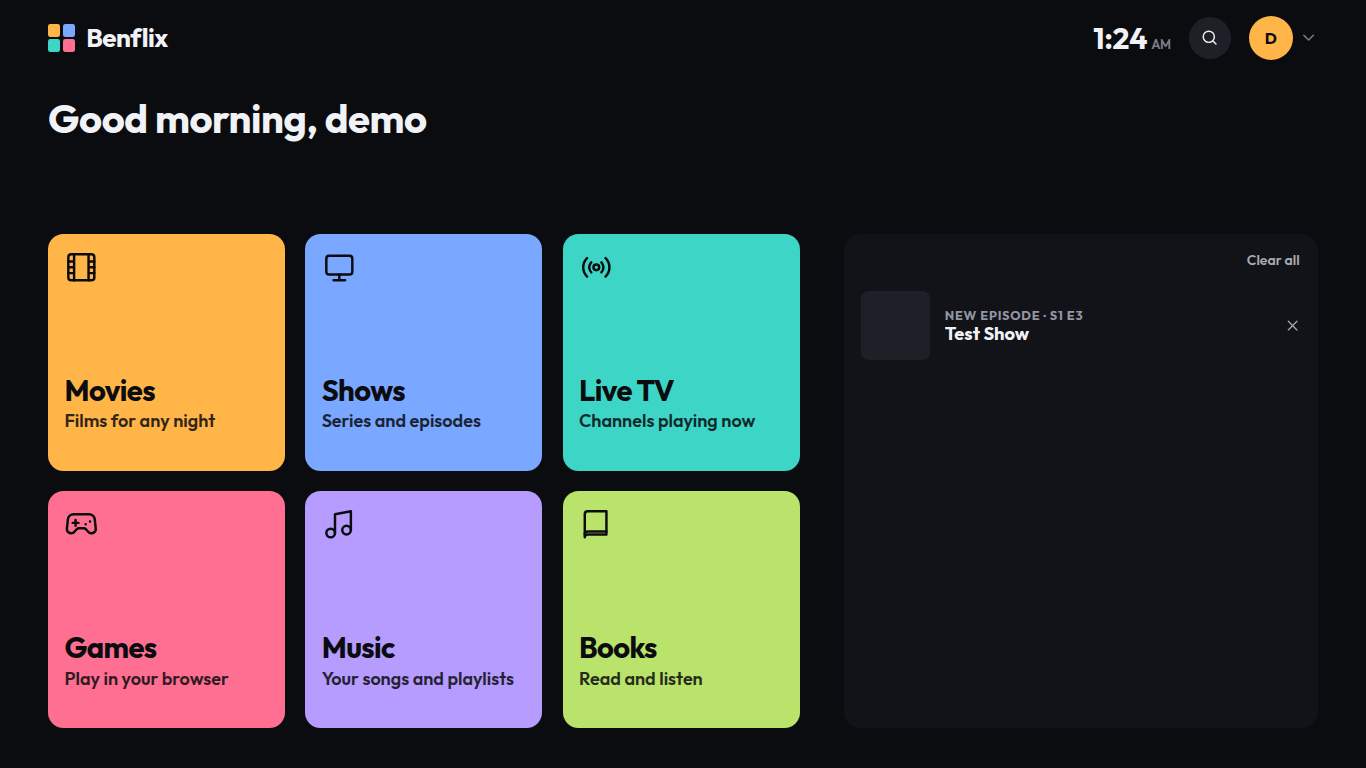 Benflix
1:24 AM
D
Good morning, demo
Movies
Films for any night
Shows
Series and episodes
Live TV
Channels playing now
Games
Play in your browser
Music
Your songs and playlists
Books
Read and listen
Clear all
NEW EPISODE · S1 E3
Test Show